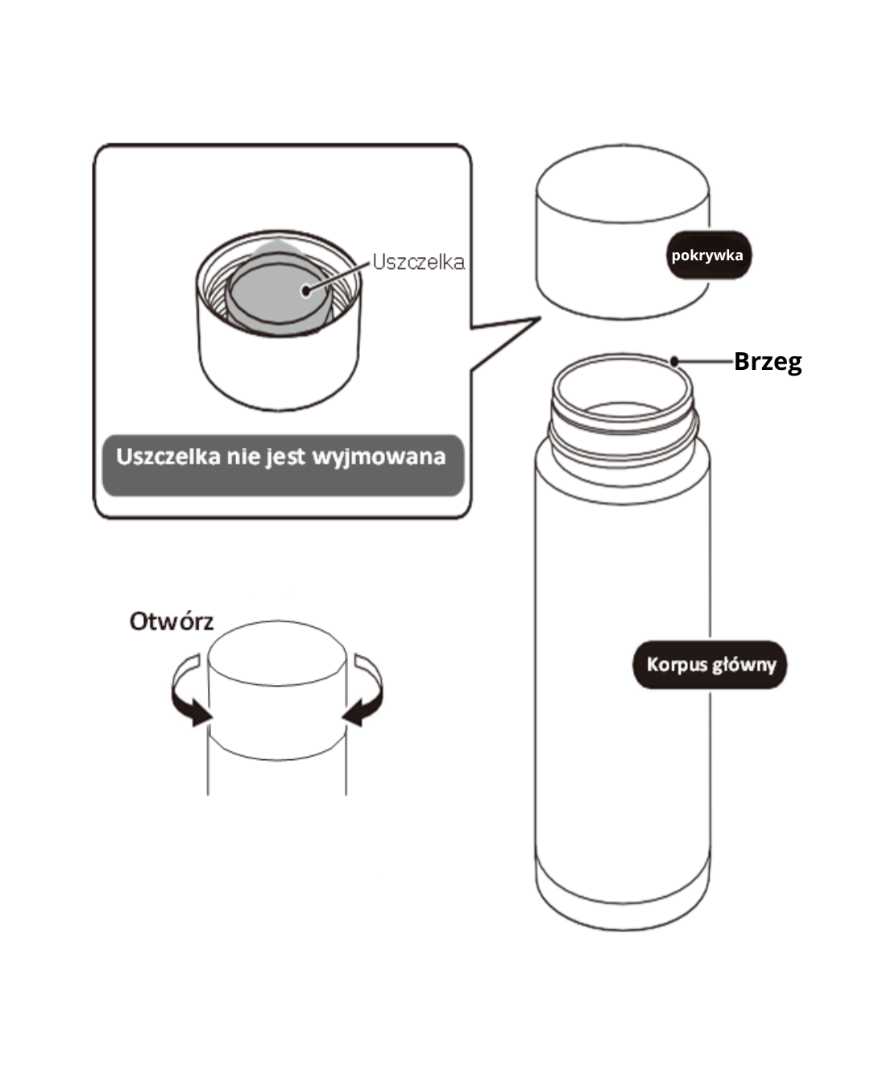 pokrywka
Uszczelka
Brzeg
Uszczelka nie jest wyjmowana
Otwórz
Korpus główny